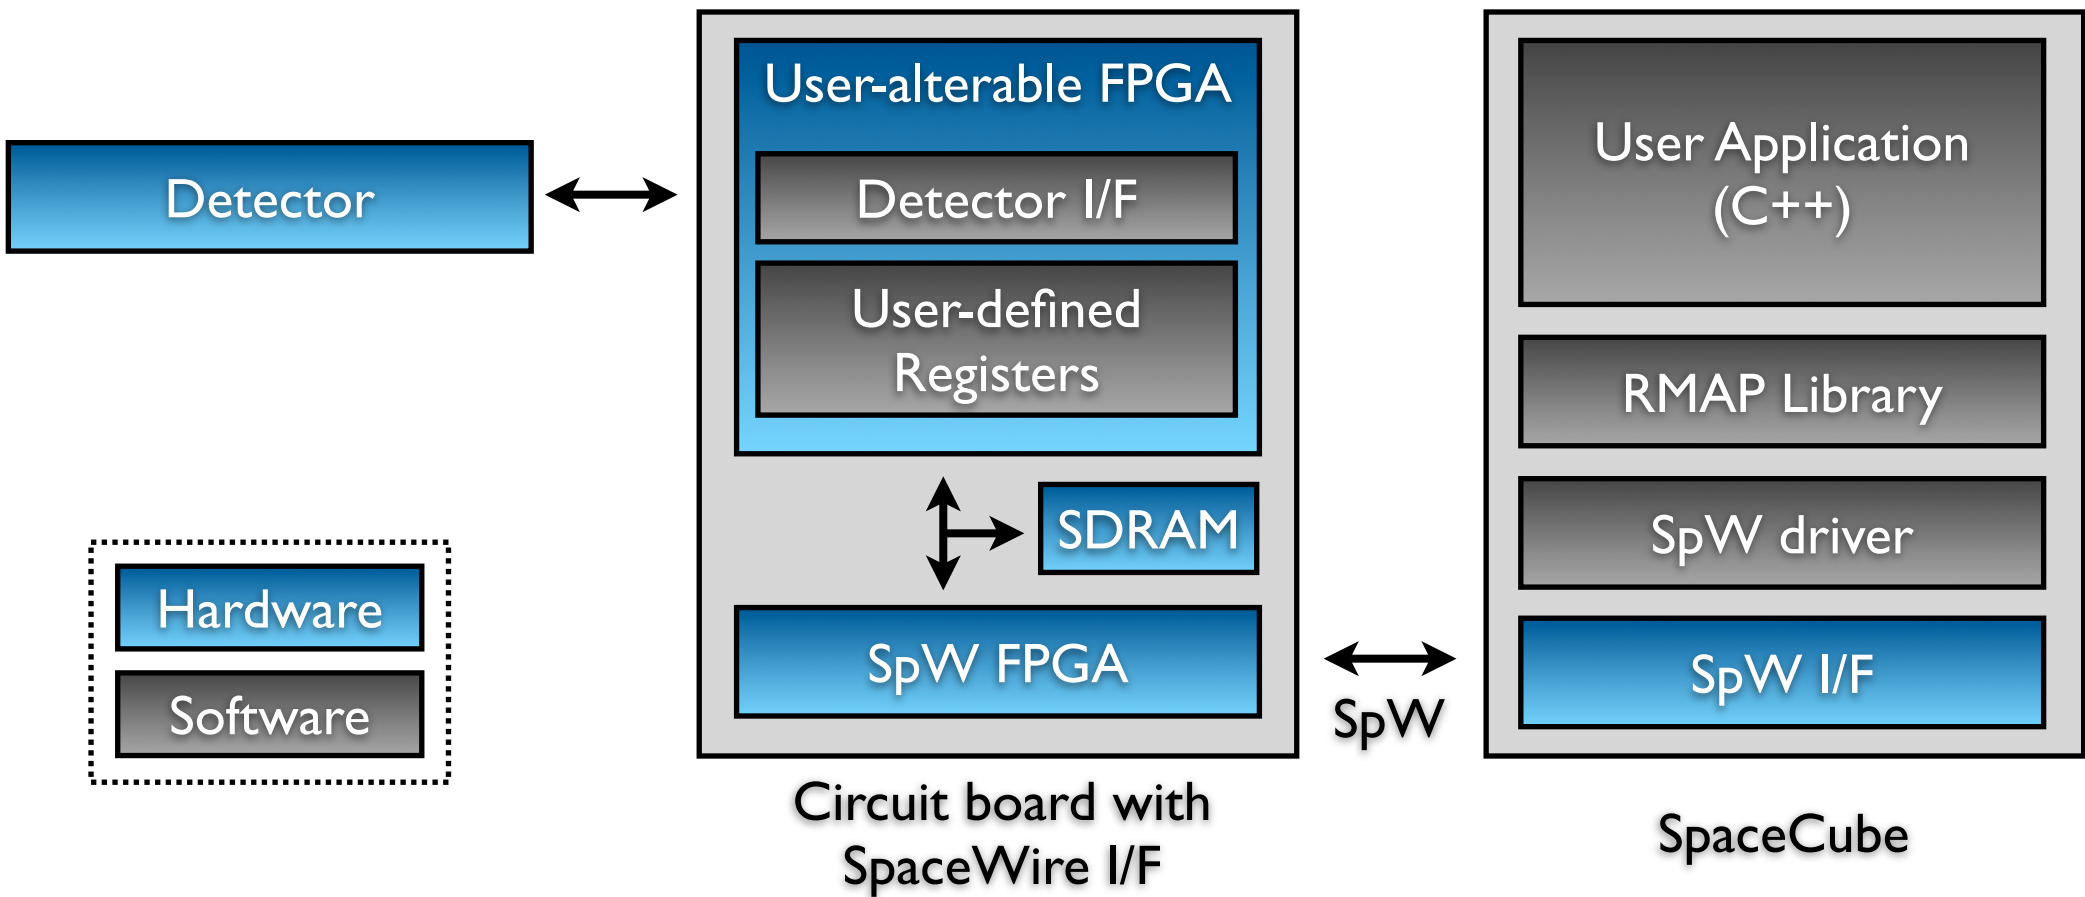 Detector
Hardware
Software
User-alterable FPGA
Detector I/F
User-defined
Registers
SDRAM
SpW FPGA
Circuit board with
SpaceWire I/F
SpW
User Application
(C++)
RMAP Library
SpW driver
SpW I/F
SpaceCube